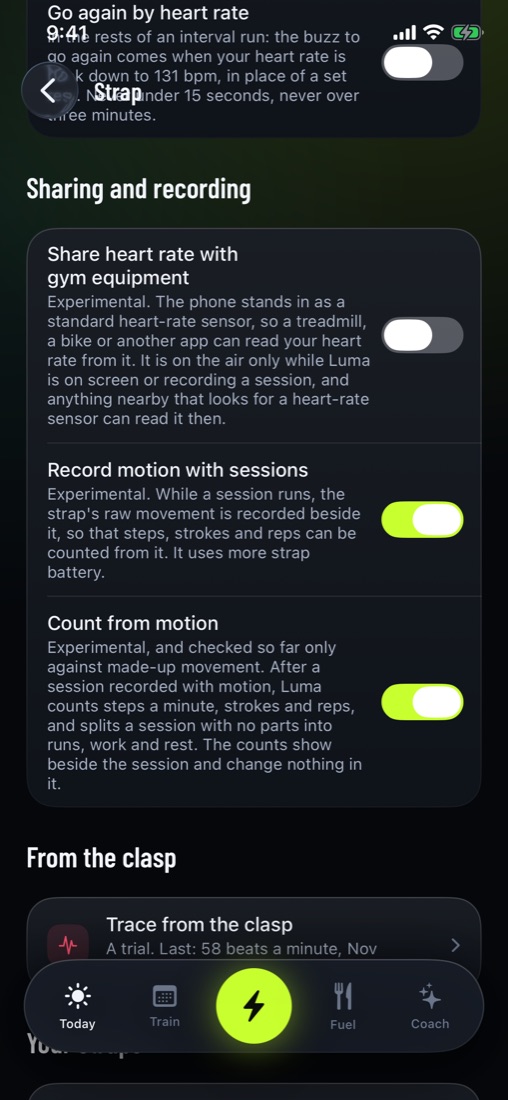 Go again by heart rate
9:41
In the rests of an interval run: the buzz to
go again comes when your heart rate is
back down to 131 bpm, in place of a set
Never under 15 seconds, never over
three minutes.
Strap
Sharing and recording
Share heart rate with
gym equipment
Experimental. The phone stands in as a
standard heart-rate sensor, so a treadmill,
a bike or another app can read your heart
rate from it. It is on the air only while Luma
is on screen or recording a session, and
anything nearby that looks for a heart-rate
sensor can read it then.
Record motion with sessions
Experimental. While a session runs, the
strap's raw movement is recorded beside
it, so that steps, strokes and reps can be
counted from it. It uses more strap
battery.
Count from motion
Experimental, and checked so far only
against made-up movement. After a
session recorded with motion, Luma
counts steps a minute, strokes and reps,
and splits a session with no parts into
runs, work and rest. The counts show
beside the session and change nothing in
it.
From the clasp
Trace from the clasp
A trial. Last: 58 beats a minute, Nov
Today
Train
Fuel
Coach